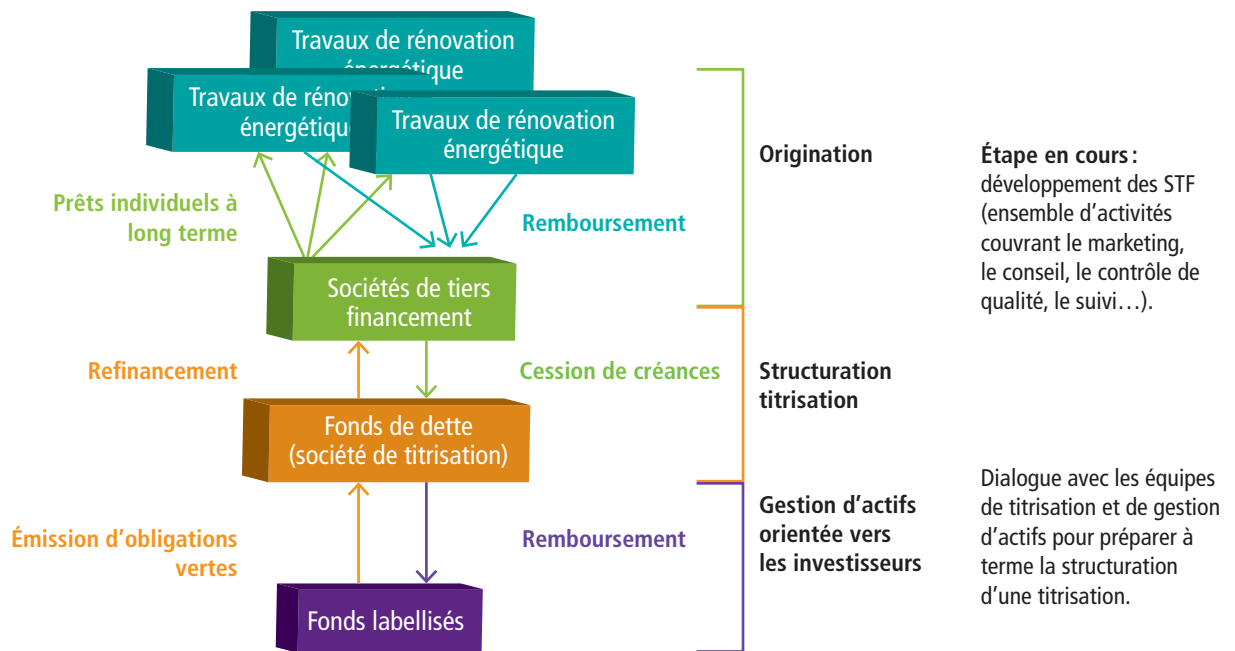 Travaux de rénovation
énergétique
Travaux de rénov
énergétique
Travaux de rénovation
énergétique
Prêts individuels à
long terme
Remboursement
Sociétés de tiers
financement
Refinancement
Cession de créances
Fonds de dette
(société de titrisation)
Émission d'obligations
vertes
Remboursement
Fonds labellisés
Origination
Structuration
titrisation
Gestion d'actifs
orientée vers
les investisseurs
Étape en cours :
développement des STF
(ensemble d'activités
couvrant le marketing,
le conseil, le contrôle de
qualité, le suivi…).
Dialogue avec les équipes
de titrisation et de gestion
d'actifs pour préparer à
terme la structuration
d'une titrisation.